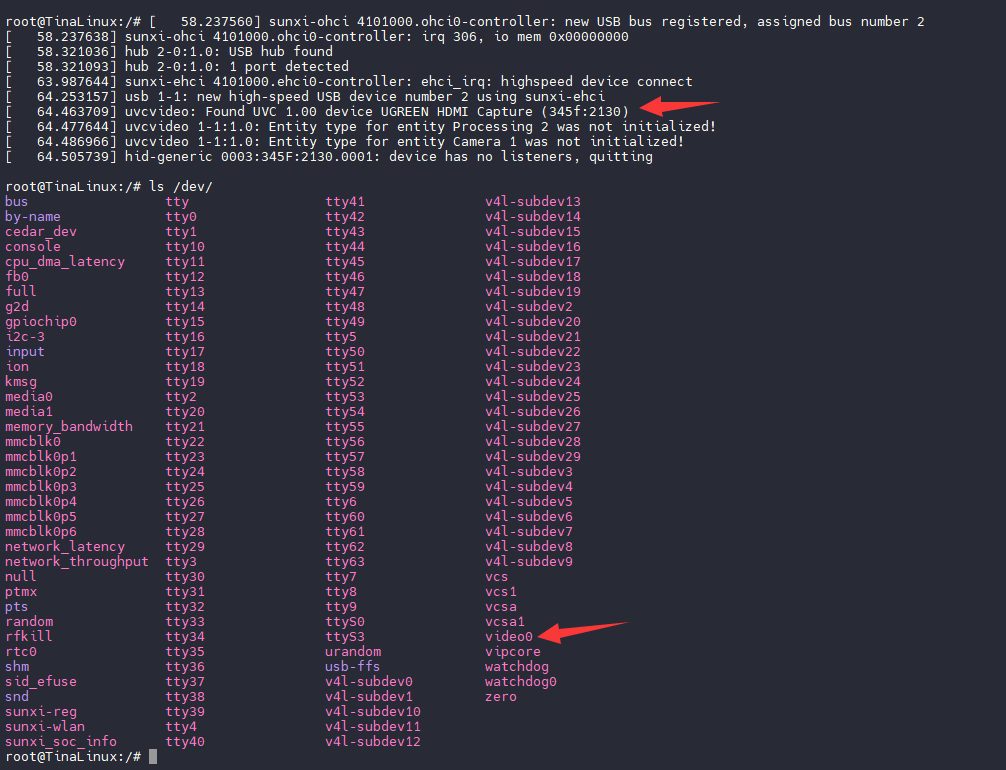 root@TinaLinux:/# [   58.237560] sunxi-ohci 4101000.ohci0-controller: new USB bus registered, assigned bus number 2
[   58.237638] sunxi-ohci 4101000.ohci0-controller: irq 306, io mem 0x00000000
[   58.321036] hub 2-0:1.0: USB hub found
[   58.321093] hub 2-0:1.0: 1 port detected
[   63.987644] sunxi-ehci 4101000.ehci0-controller: ehci_irq: highspeed device connect
[   64.253157] usb 1-1: new high-speed USB device number 2 using sunxi-ehci
[   64.463709] uvcvideo: Found UVC 1.00 device UGREEN HDMI Capture (345f:2130)
[   64.477644] uvcvideo 1-1:1.0: Entity type for entity Processing 2 was not initialized!
[   64.486966] uvcvideo 1-1:1.0: Entity type for entity Camera 1 was not initialized!
[   64.505739] hid-generic 0003:345F:2130.0001: device has no listeners, quitting
root@TinaLinux:/# ls /dev/
bus                 tty                 tty41               v4l-subdev13
by-name             tty0                tty42               v4l-subdev14
cedar_dev           tty1                tty43               v4l-subdev15
console             tty10               tty44               v4l-subdev16
cpu_dma_latency     tty11               tty45               v4l-subdev17
fb0                 tty12               tty46               v4l-subdev18
full                tty13               tty47               v4l-subdev19
g2d                 tty14               tty48               v4l-subdev2
gpiochip0           tty15               tty49               v4l-subdev20
i2c-3               tty16               tty5                v4l-subdev21
input               tty17               tty50               v4l-subdev22
ion                 tty18               tty51               v4l-subdev23
kmsg                tty19               tty52               v4l-subdev24
media0              tty2                tty53               v4l-subdev25
media1              tty20               tty54               v4l-subdev26
memory_bandwidth    tty21               tty55               v4l-subdev27
mmcblk0             tty22               tty56               v4l-subdev28
mmcblk0p1           tty23               tty57               v4l-subdev29
mmcblk0p2           tty24               tty58               v4l-subdev3
mmcblk0p3           tty25               tty59               v4l-subdev4
mmcblk0p4           tty26               tty6                v4l-subdev5
mmcblk0p5           tty27               tty60               v4l-subdev6
mmcblk0p6           tty28               tty61               v4l-subdev7
network_latency     tty29               tty62               v4l-subdev8
network_throughput  tty3                tty63               v4l-subdev9
null                tty30               tty7                vcs
ptmx                tty31               tty8                vcs1
pts                 tty32               tty9                vcsa
random              tty33               ttyS0               vcsa1
rfkill              tty34               ttyS3               video0
rtc0                tty35               urandom             vipcore
shm                 tty36               usb-ffs             watchdog
sid_efuse           tty37               v4l-subdev0         watchdog0
snd                 tty38               v4l-subdev1         zero
sunxi-reg           tty39               v4l-subdev10
sunxi-wlan          tty4                v4l-subdev11
sunxi_soc_info      tty40               v4l-subdev12
root@TinaLinux:/#